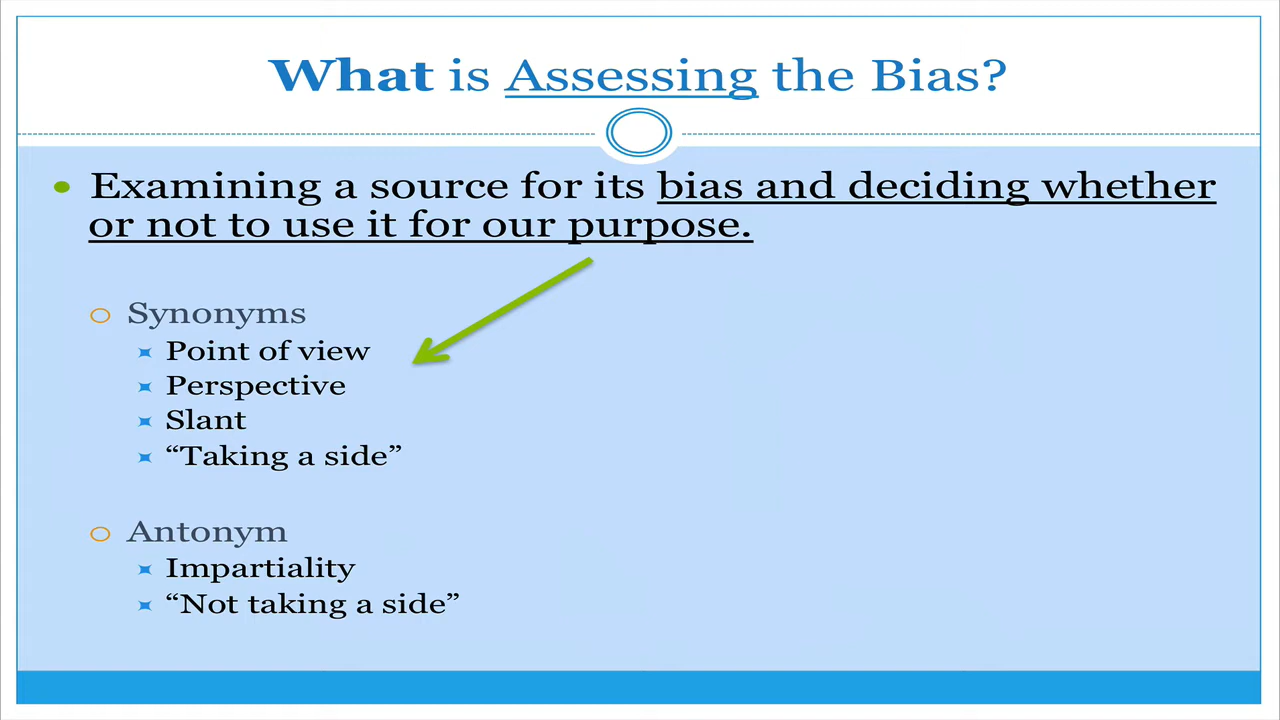 What is Assessing the Bias?
Examining a source for its bias and deciding whether
or not to use it for our purpose.
Synonyms
Point of view
Perspective
Slant
“Taking a side”
Antonym
Impartiality
“Not taking a side”